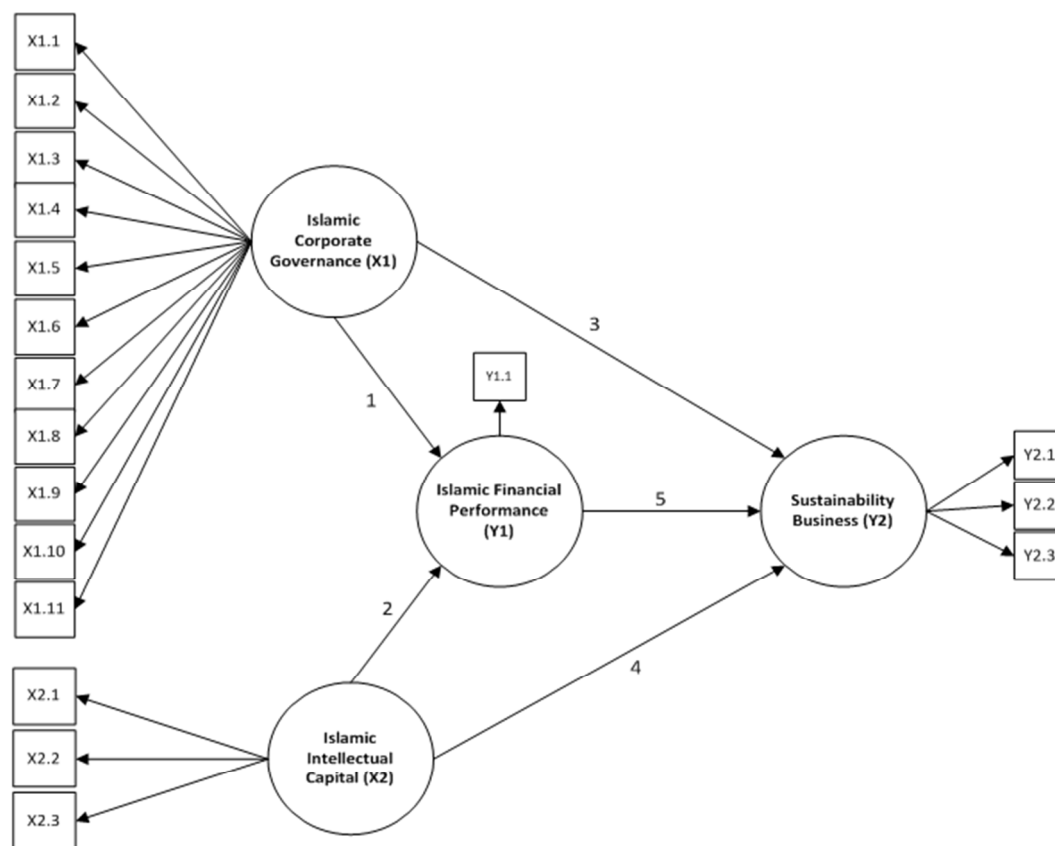 X1.1
X1.2
X1.3
X1.4
X1.5
X1.6
X1.7
X1.8
X1.9
X1.10
X1.11
Islamic
Corporate
Governance (X1)
3
1
Y1.1
Islamic Financial
Performance
(Y1)
5
Sustainability
Business (Y2)
Y2.1
Y2.2
Y2.3
2
4
X2.1
X2.2
X2.3
Islamic
Intellectual
Capital (X2)